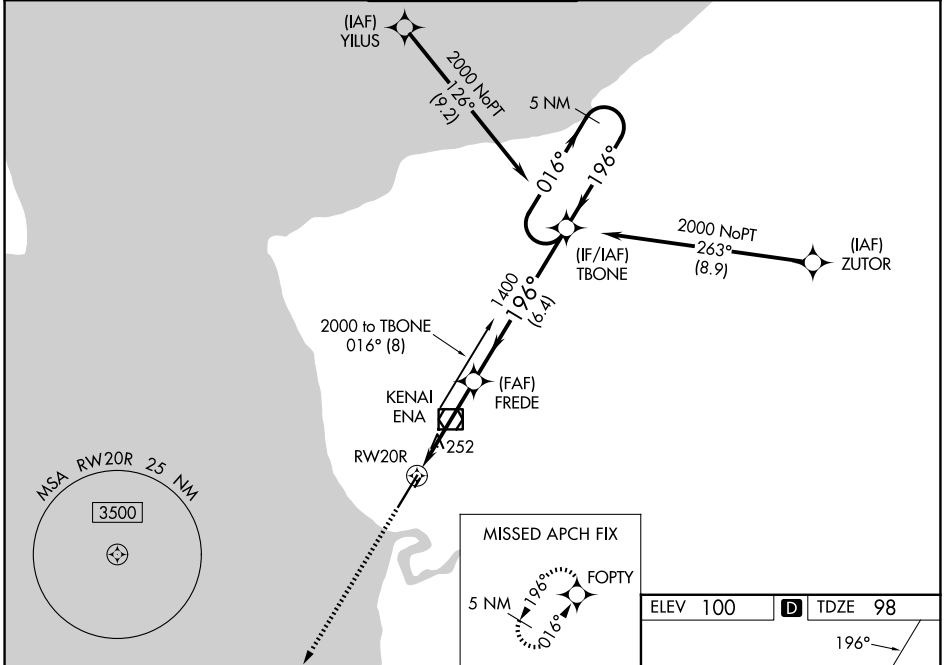 (IAF)
YILUS
2000 NoPT
126°
(9.2)
5 NM
016°
196°
2000 NoPT
263°
(8.9)
(IAF)
ZUTOR
(IF/IAF)
TBONE
1400
196°
(6.4)
2000 to TBONE
016° (8)
(FAF)
FREDE
KENAI
ENA
252
RW20R
MSA RW20R 25 NM
3500
MISSED APCH FIX
FOPTY
5 NM
196°
016°
ELEV 100 D TDZE 98
196°